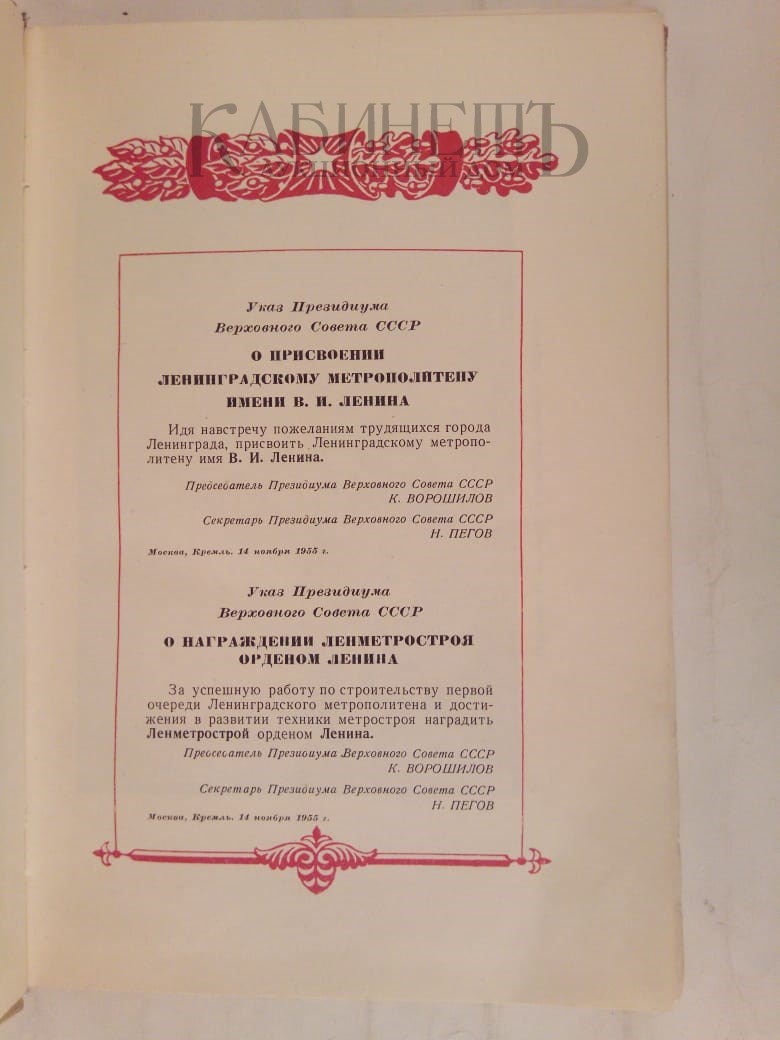 КАБИНЕТЪ
АУКЦИОННЫЙ ДОМ
Указ Президиума
Верховного Совета СССР
О ПРИСВОЕНИИ
ЛЕНИНГРАДСКОМУ МЕТРОПОЛИТЕНУ
ИМЕНИ В. И. ЛЕНИНА
Идя навстречу пожеланиям трудящихся города
Ленинграда, присвоить Ленинградскому метропо-
литену имя В. И. Ленина.
Председатель Президиума Верховного Совета СССР
К. ВОРОШИЛОВ
Секретарь Президиума Верховного Совета СССР
Н. ПЕГОВ
Москва, Кремль. 14 ноября 1955 г.
Указ Президиума
Верховного Совета СССР
О НАГРАЖДЕНИИ ЛЕНМЕТРОСТРОЯ
ОРДЕНОМ ЛЕНИНА
За успешную работу по строительству первой
очереди Ленинградского метрополитена и дости-
жения в развитии техники метростроя наградить
Ленметрострой орденом Ленина.
Председатель Президиума Верховного Совета СССР
К. ВОРОШИЛОВ
Секретарь Президиума Верховного Совета СССР
Н. ПЕГОВ
Москва, Кремль. 14 ноября 1955 г.